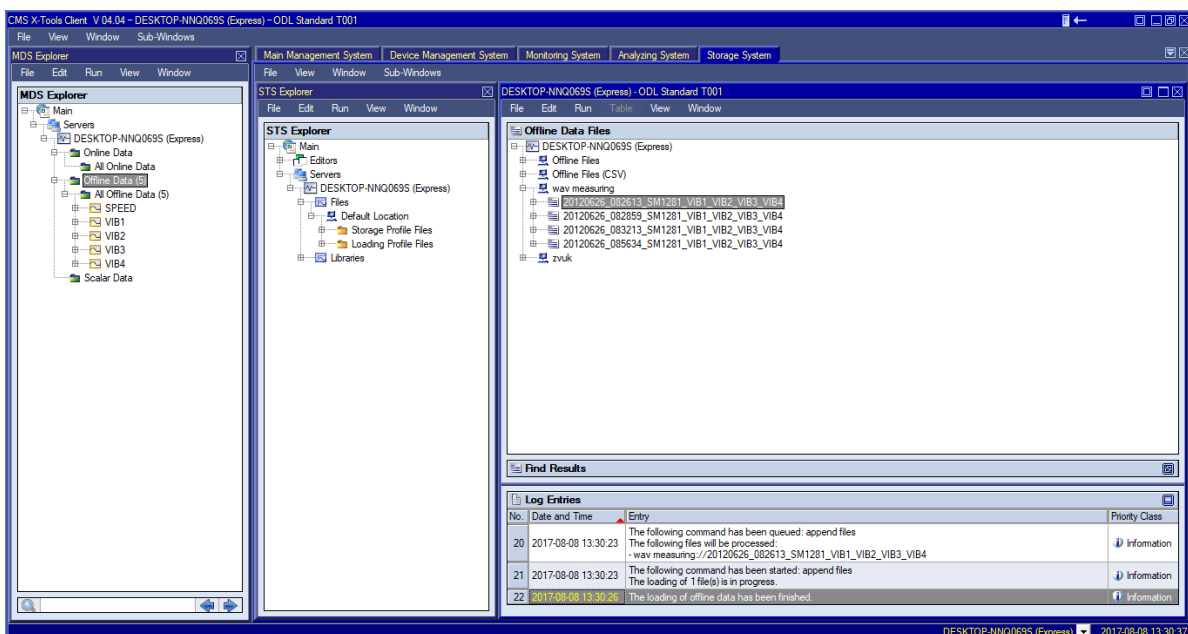 CMS X-Tools Client V 04.04 – DESKTOP-NNQ069S (Express) – ODL Standard T001
File View Window Sub-Windows
MDS Explorer
File Edit Run View Window
MDS Explorer
Main
Servers
DESKTOP-NNQ069S (Express)
Online Data
All Online Data
Offline Data (5)
All Offline Data (5)
SPEED
VIB1
VIB2
VIB3
VIB4
Scalar Data
Main Management System Device Management System Monitoring System Analyzing System Storage System
File View Window Sub-Windows
STS Explorer
File Edit Run View Window
STS Explorer
Main
Editors
Servers
DESKTOP-NNQ069S (Express)
Files
Default Location
Storage Profile Files
Loading Profile Files
Libraries
DESKTOP-NNQ069S (Express) - ODL Standard T001
File Edit Run Table View Window
Offline Data Files
DESKTOP-NNQ069S (Express)
Offline Files
Offline Files (CSV)
wav measuring
20120626_082613_SM1281_VIB1_VIB2_VIB3_VIB4
20120626_082859_SM1281_VIB1_VIB2_VIB3_VIB4
20120626_083213_SM1281_VIB1_VIB2_VIB3_VIB4
20120626_085634_SM1281_VIB1_VIB2_VIB3_VIB4
zvuk
Find Results
Log Entries
No. Date and Time Entry Priority Class
20 2017-08-08 13:30:23 The following command has been queued: append files
The following files will be processed:
- wav measuring://20120626_082613_SM1281_VIB1_VIB2_VIB3_VIB4
Information
21 2017-08-08 13:30:23 The following command has been started: append files
The loading of 1 file(s) is in progress.
Information
22 2017-08-08 13:30:26 The loading of offline data has been finished. Information
DESKTOP-NNQ069S (Express) 2017-08-08 13:30:37